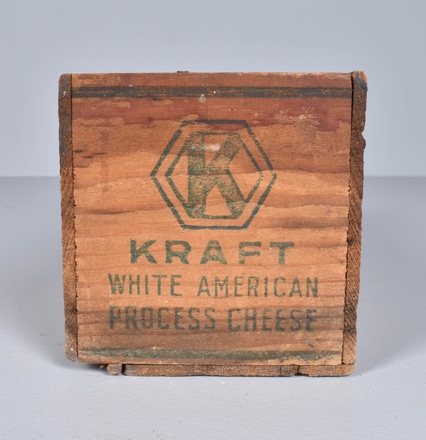 K
KRAFT
WHITE AMERICAN
PROCESS CHEESE